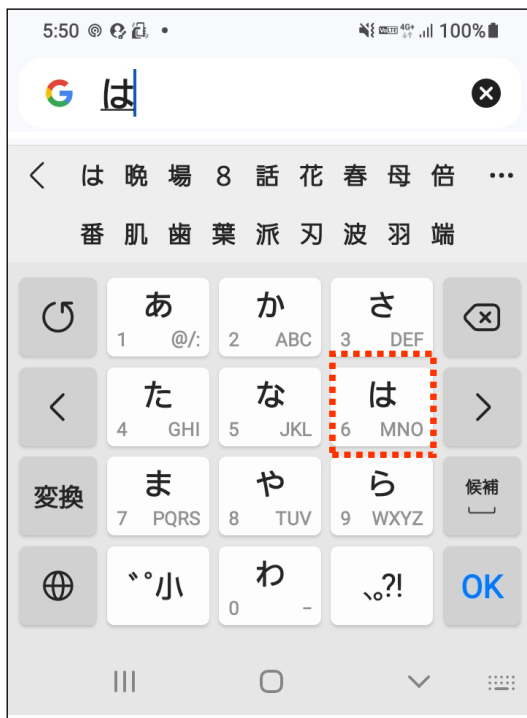 5:50 4G+ 100%
G は
は 晩 場 8 話 花 春 母 倍 …
番 肌 歯 葉 派 刃 波 羽 端
あ か さ
1 @/: 2 ABC 3 DEF
た な は
4 GHI 5 JKL 6 MNO
変換 ま や ら 候補
7 PQRS 8 TUV 9 WXYZ
゛゜小 わ 、。?! OK
0 –